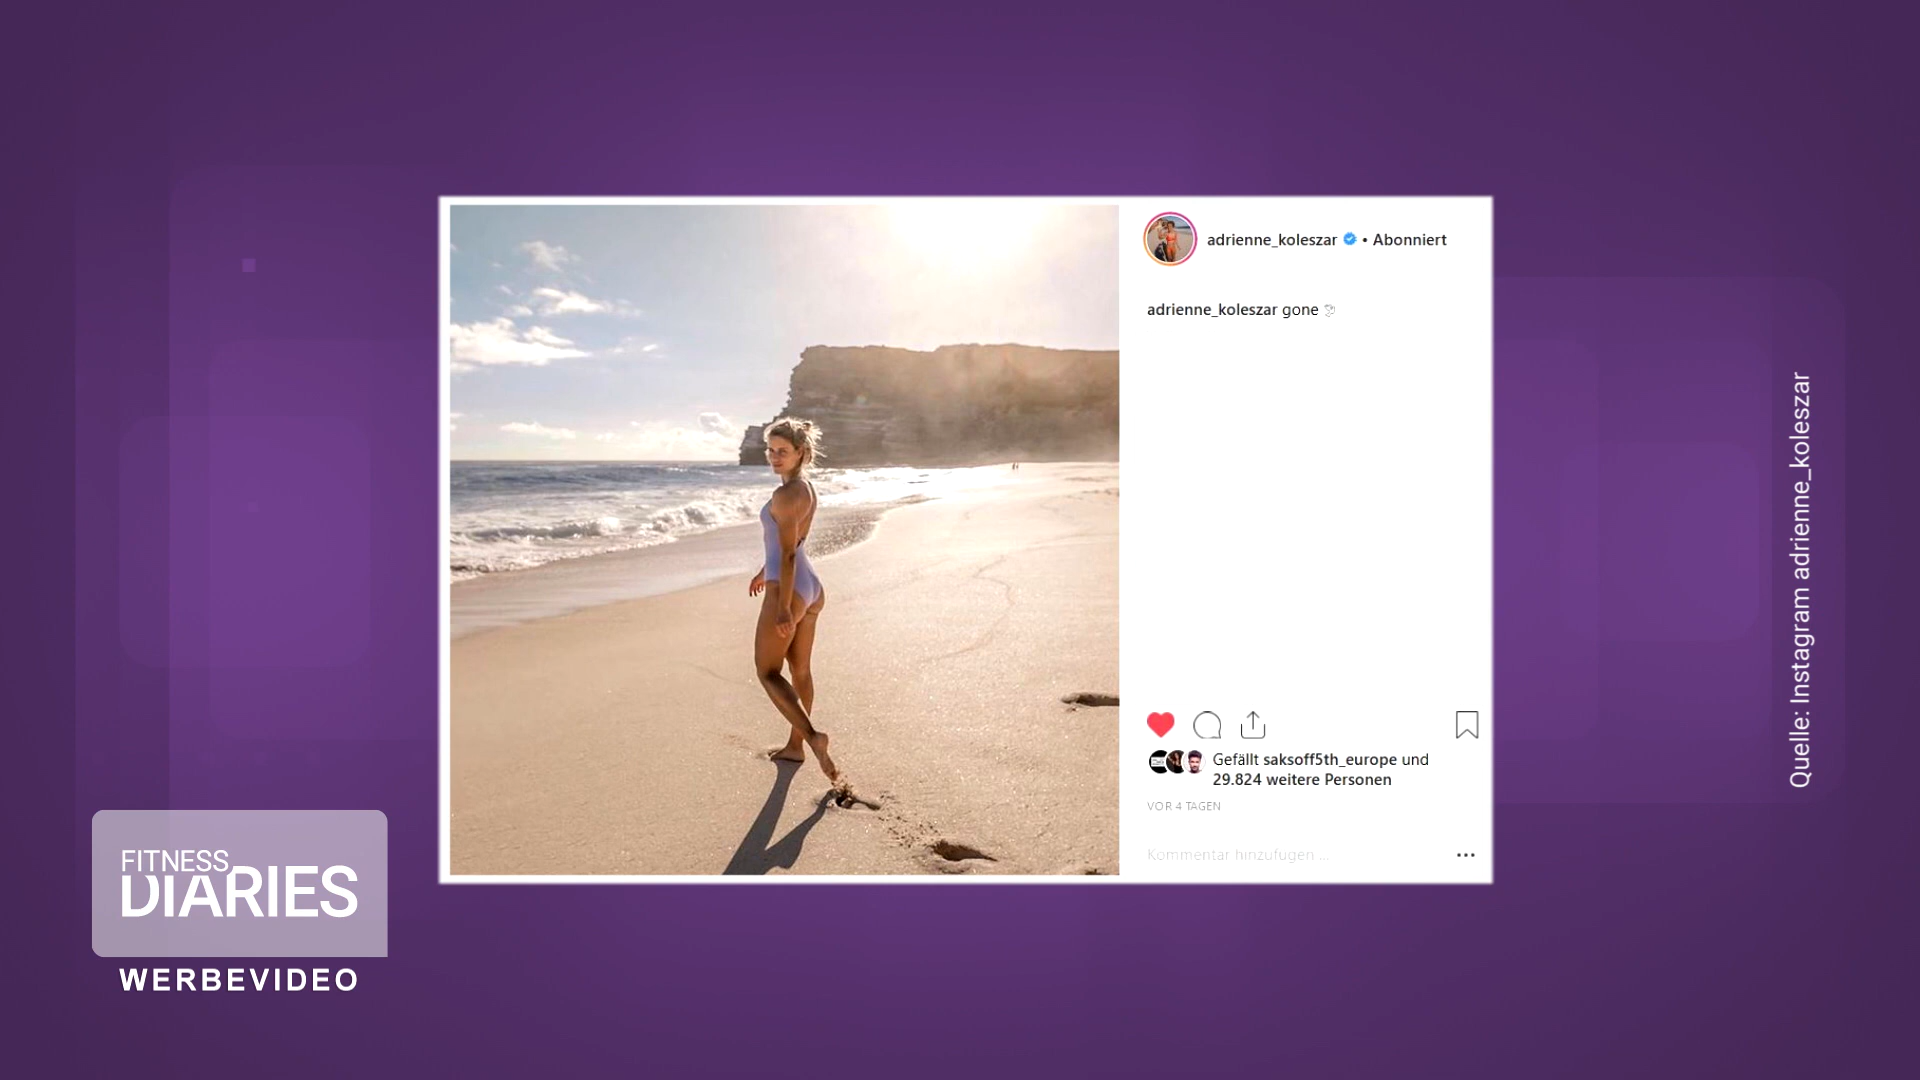 adrienne_koleszar • Abonniert
adrienne_koleszar gone
Gefällt saksoff5th_europe und
29.824 weitere Personen
VOR 4 TAGEN
Kommentar hinzufügen ...
Quelle: Instagram adrienne_koleszar
FITNESS
DIARIES
WERBEVIDEO